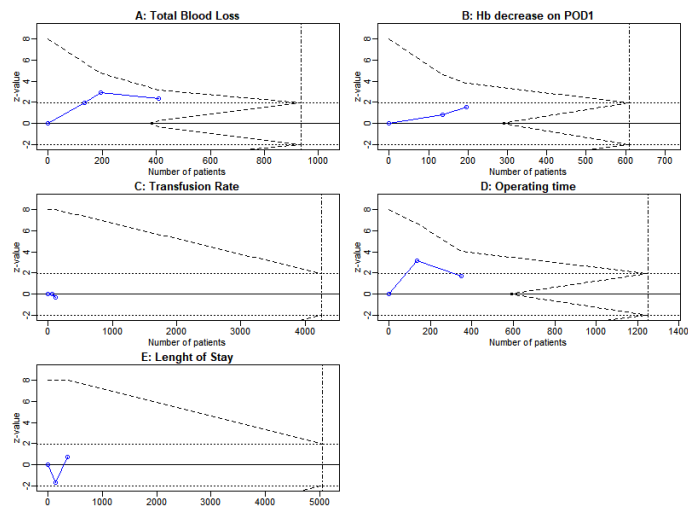 A: Total Blood Loss
z-value
8
6
4
2
0
-2
0 200 400 600 800 1000
Number of patients
B: Hb decrease on POD1
z-value
8
6
4
2
0
-2
0 100 200 300 400 500 600 700
Number of patients
C: Transfusion Rate
z-value
8
6
4
2
0
-2
0 1000 2000 3000 4000
Number of patients
D: Operating time
z-value
8
6
4
2
0
-2
0 200 400 600 800 1000 1200 1400
Number of patients
E: Lenght of Stay
z-value
8
6
4
2
0
-2
0 1000 2000 3000 4000 5000